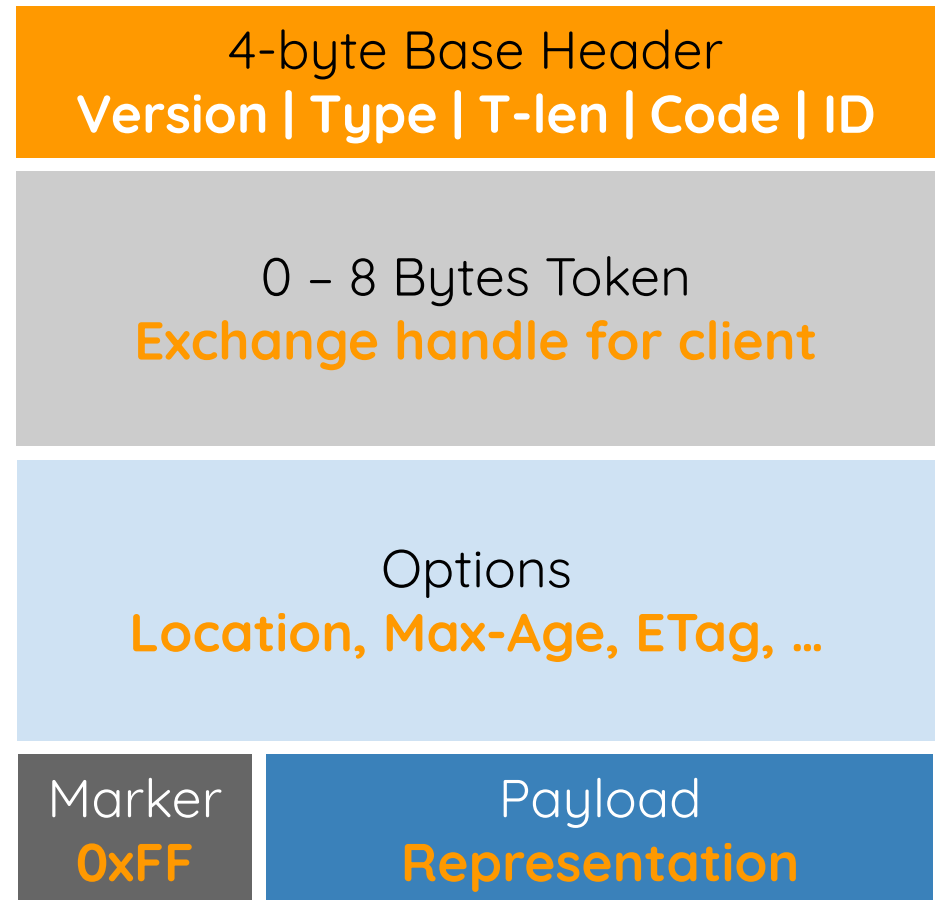 4-byte Base Header
Version | Type | T-len | Code | ID
0 – 8 Bytes Token
Exchange handle for client
Options
Location, Max-Age, ETag, ...
Marker
0xFF
Payload
Representation